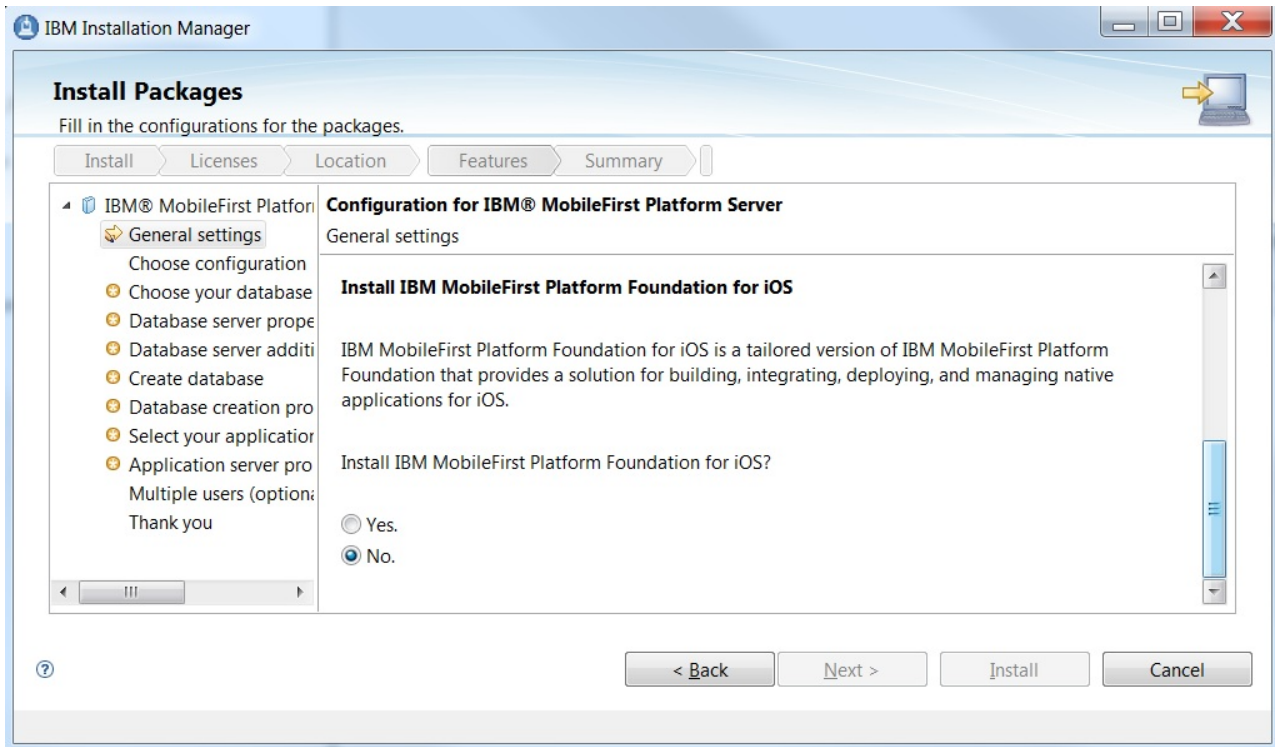 IBM Installation Manager
Install Packages
Fill in the configurations for the packages.
Install
Licenses
Location
Features
Summary
IBM® MobileFirst Platform
General settings
Choose configuration
Choose your database
Database server prope
Database server additi
Create database
Database creation pro
Select your application
Application server pro
Multiple users (optiona
Thank you
Configuration for IBM® MobileFirst Platform Server
General settings
Install IBM MobileFirst Platform Foundation for iOS
IBM MobileFirst Platform Foundation for iOS is a tailored version of IBM MobileFirst Platform
Foundation that provides a solution for building, integrating, deploying, and managing native
applications for iOS.
Install IBM MobileFirst Platform Foundation for iOS?
Yes.
No.
?
< Back
Next >
Install
Cancel